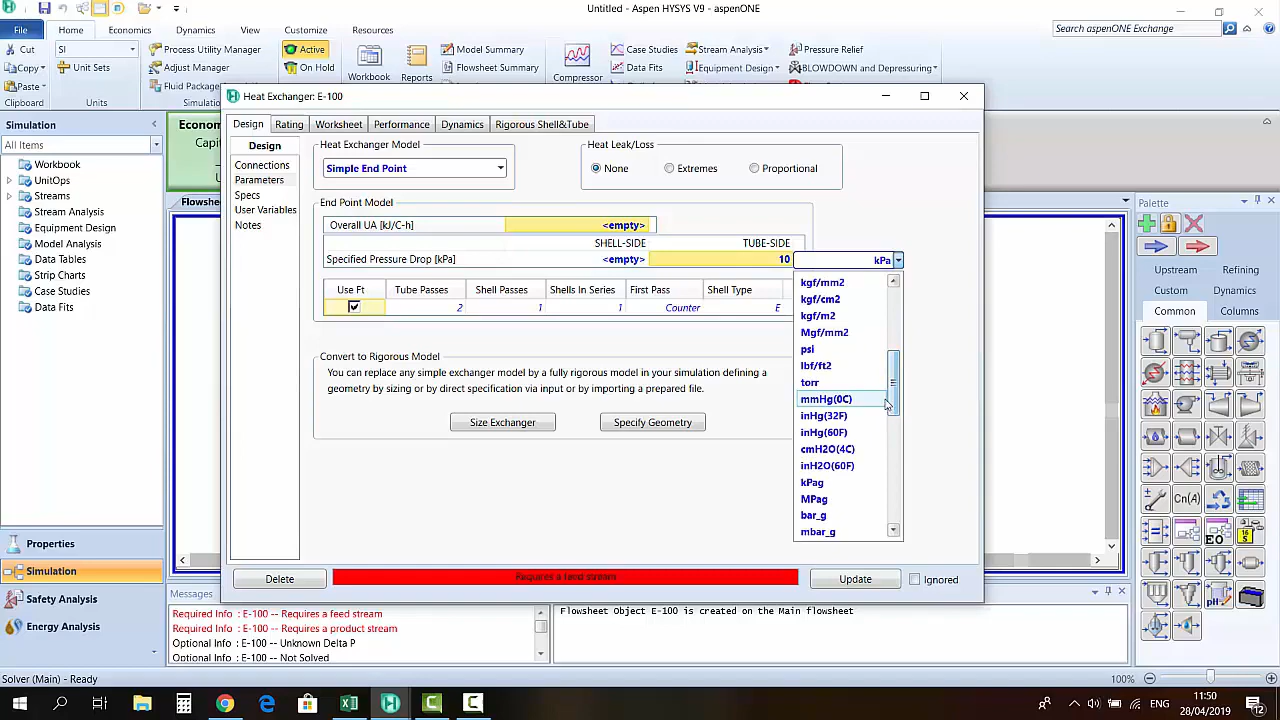 Untitled - Aspen HYSYS V9 - aspenONE
File
Home
Economics
Dynamics
View
Customize
Resources
Search aspenONE Exchange
Cut
SI
Process Utility Manager
Active
Model Summary
Case Studies
Stream Analysis
Pressure Relief
Copy
Unit Sets
Adjust Manager
On Hold
Workbook
Reports
Flowsheet Summary
Compressor
Data Fits
Equipment Design
BLOWDOWN and Depressuring
Paste
Fluid Package
Clipboard
Units
Simulation
Heat Exchanger: E-100
Simulation
All Items
Workbook
UnitOps
Streams
Stream Analysis
Equipment Design
Model Analysis
Data Tables
Strip Charts
Case Studies
Data Fits
Properties
Simulation
Safety Analysis
Energy Analysis
Econom
Capi
U
Flowshe
Design
Rating
Worksheet
Performance
Dynamics
Rigorous Shell&Tube
Design
Connections
Parameters
Specs
User Variables
Notes
Heat Exchanger Model
Simple End Point
Heat Leak/Loss
None
Extremes
Proportional
End Point Model
Overall UA [kJ/C-h]
<empty>
SHELL-SIDE
TUBE-SIDE
Specified Pressure Drop [kPa]
<empty>
10
kPa
Use Ft
Tube Passes
Shell Passes
Shells In Series
First Pass
Shell Type
2
1
1
Counter
E
Convert to Rigorous Model
You can replace any simple exchanger model by a fully rigorous model in your simulation defining a
geometry by sizing or by direct specification via input or by importing a prepared file.
Size Exchanger
Specify Geometry
kgf/mm2
kgf/cm2
kgf/m2
Mgf/mm2
psi
lbf/ft2
torr
mmHg(0C)
inHg(32F)
inHg(60F)
cmH2O(4C)
inH2O(60F)
kPag
MPag
bar_g
mbar_g
Delete
Requires a feed stream
Update
Ignored
Palette
Upstream
Refining
Custom
Dynamics
Common
Columns
Cn(A)
EO
pH
Messages
Required Info : E-100 -- Requires a feed stream
Required Info : E-100 -- Requires a product stream
Optional Info : E-100 -- Unknown Delta P
Optional Info : E-100 -- Not Solved
Flowsheet Object E-100 is created on the Main flowsheet
Solver (Main) - Ready
100%
ENG
11:50
28/04/2019